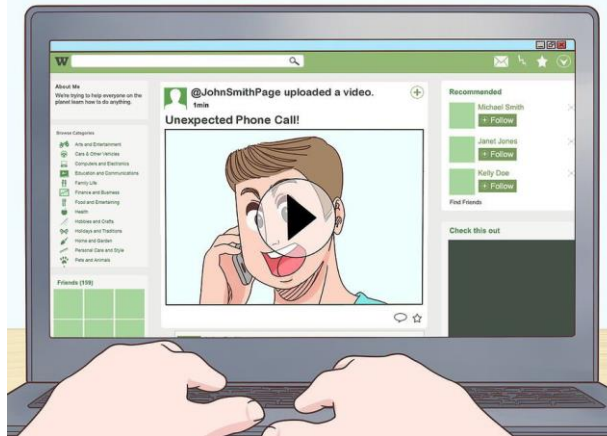 W
About Me
We're trying to help everyone on the
planet learn how to do anything.
Browse Categories
Arts and Entertainment
Cars & Other Vehicles
Computers and Electronics
Education and Communications
Family Life
Finance and Business
Food and Entertaining
Health
Hobbies and Crafts
Holidays and Traditions
Home and Garden
Personal Care and Style
Pets and Animals
Friends (159)
@JohnSmithPage uploaded a video.
1min
Unexpected Phone Call!
Recommended
Michael Smith
+ Follow
Janet Jones
+ Follow
Kelly Doe
+ Follow
Find Friends
Check this out